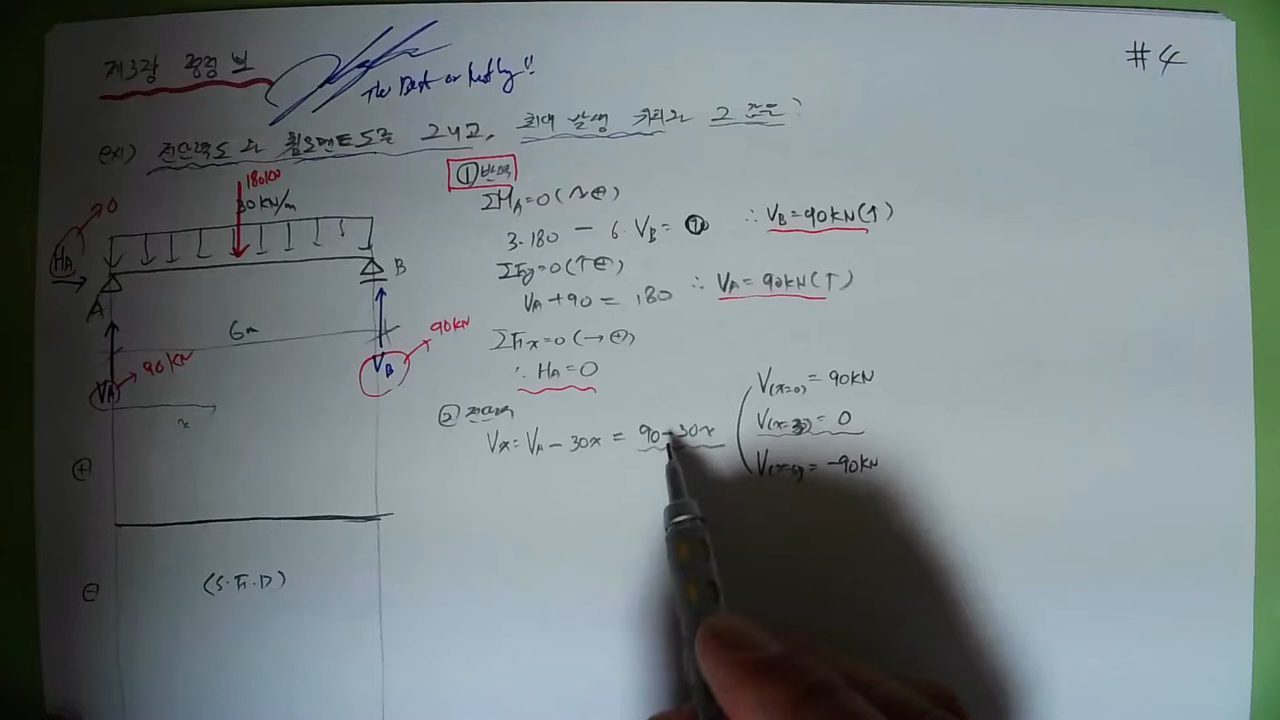 제3장 정정 보
The Best or Nothing!!
#4
ex1) 전단력도와 휨모멘트도를 그리고, 최대 발생 위치와 그 값은?
180kN
30kN/m
0
HA
A
B
6m
90kN
VA
90kN
VB
x
① 반력
ΣMA=0(↷⊕)
3·180 - 6·VB = 0 ∴ VB=90kN(↑)
ΣFy=0(↑⊕)
VA+90=180 ∴ VA=90kN(↑)
ΣFx=0(→⊕)
∴ HA=0
② 전단력
Vx=VA-30x=90-30x
V(x=0)=90kN
V(x=3)=0
V(x=6)=-90kN
⊕
⊖
(S.F.D)